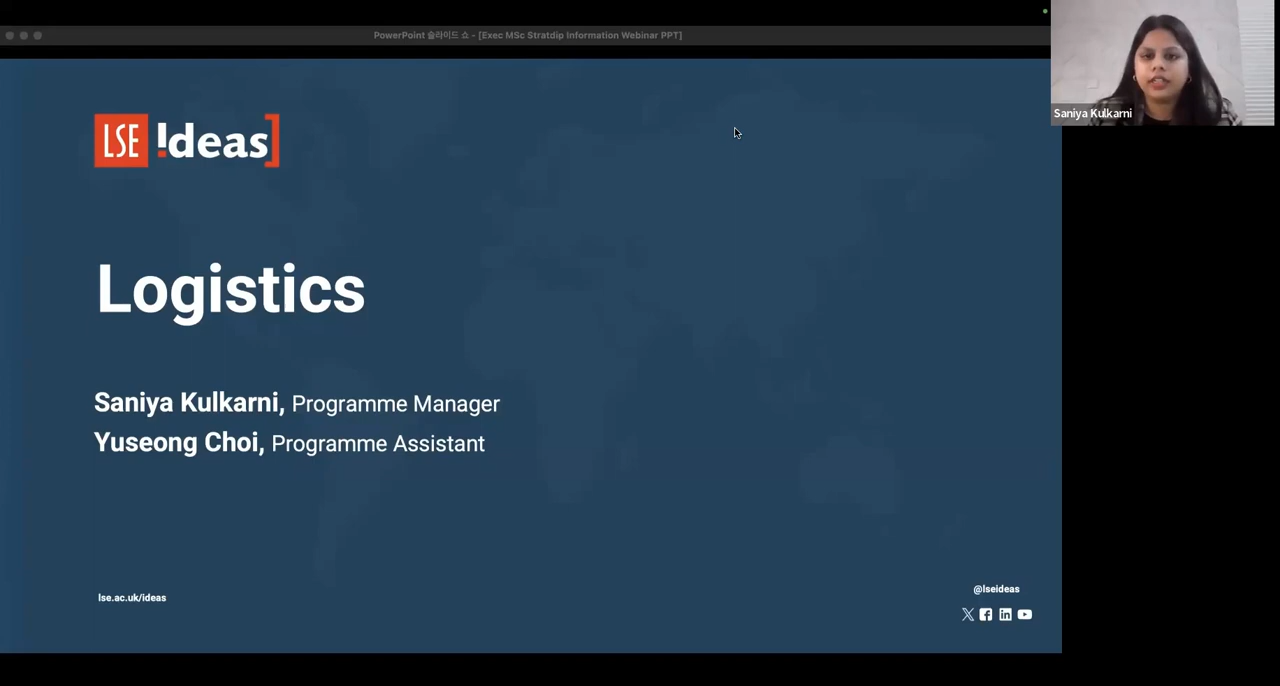 PowerPoint 슬라이드 쇼 - [Exec MSc Stratdip Information Webinar PPT]
Saniya Kulkarni
LSE !deas]
Logistics
Saniya Kulkarni, Programme Manager
Yuseong Choi, Programme Assistant
lse.ac.uk/ideas
@lseideas